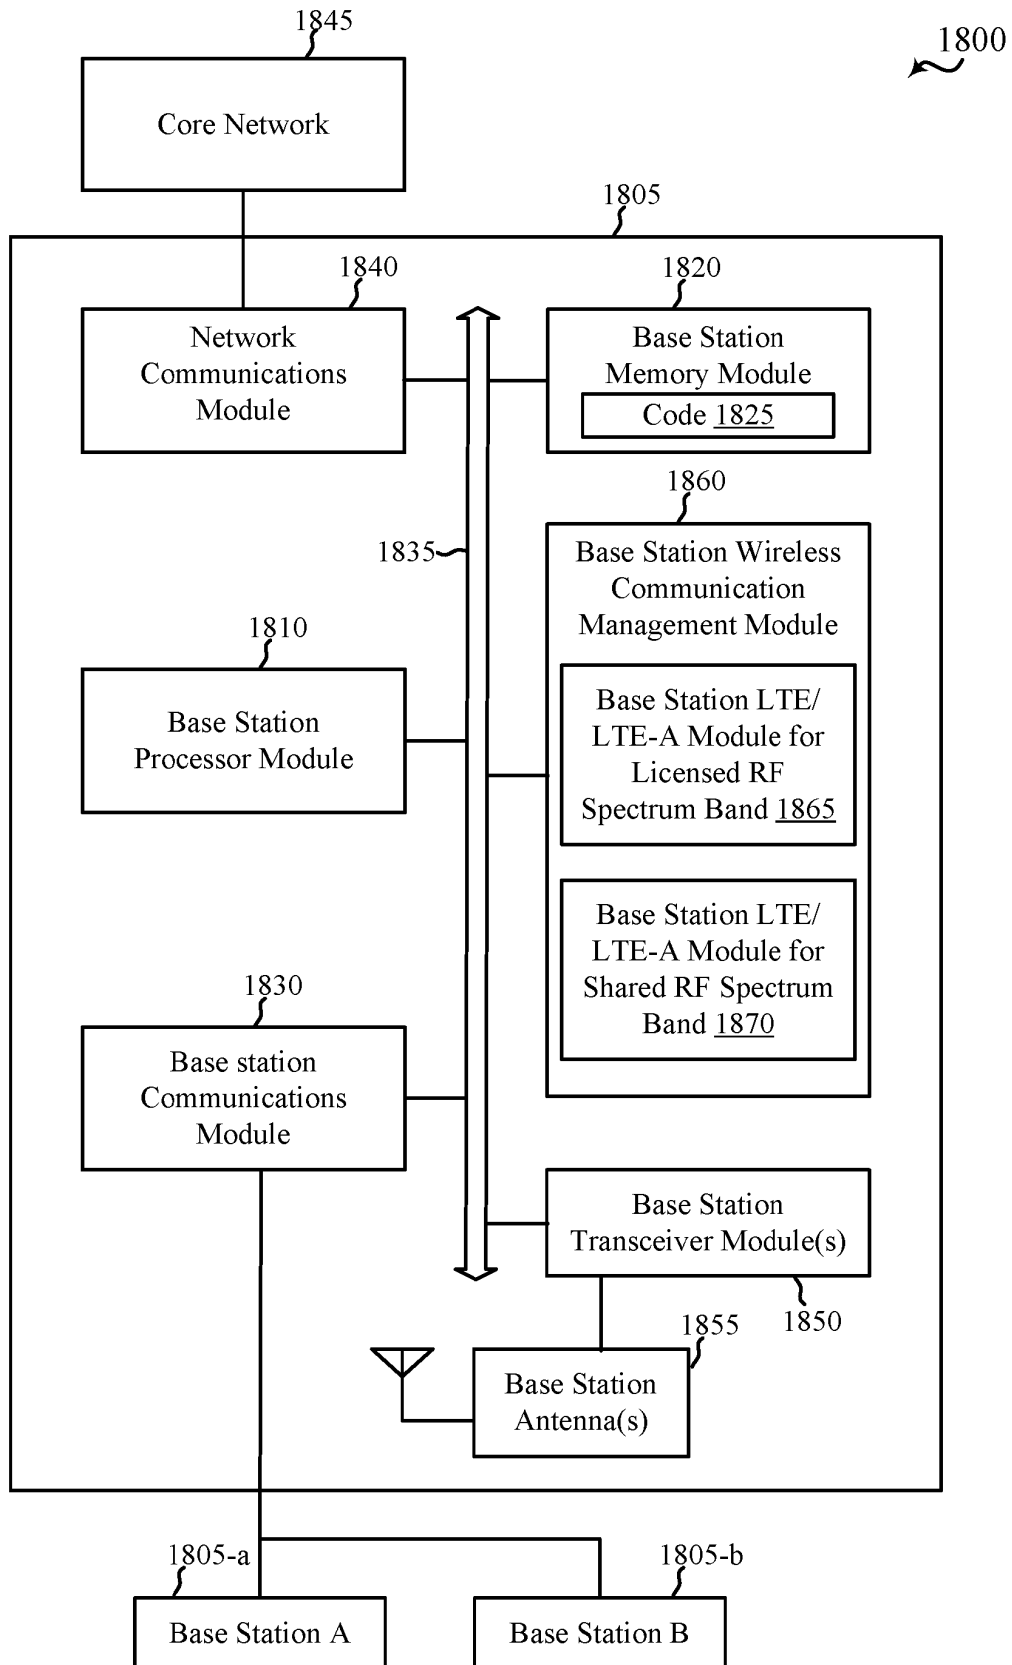 1845
1800
Core Network
1805
1840
1820
Network
Communications
Module
Base Station
Memory Module
Code 1825
1860
1835
Base Station Wireless
Communication
Management Module
1810
Base Station
Processor Module
Base Station LTE/
LTE-A Module for
Licensed RF
Spectrum Band 1865
Base Station LTE/
LTE-A Module for
Shared RF Spectrum
Band 1870
1830
Base station
Communications
Module
Base Station
Transceiver Module(s)
1850
1855
Base Station
Antenna(s)
1805-a
1805-b
Base Station A
Base Station B